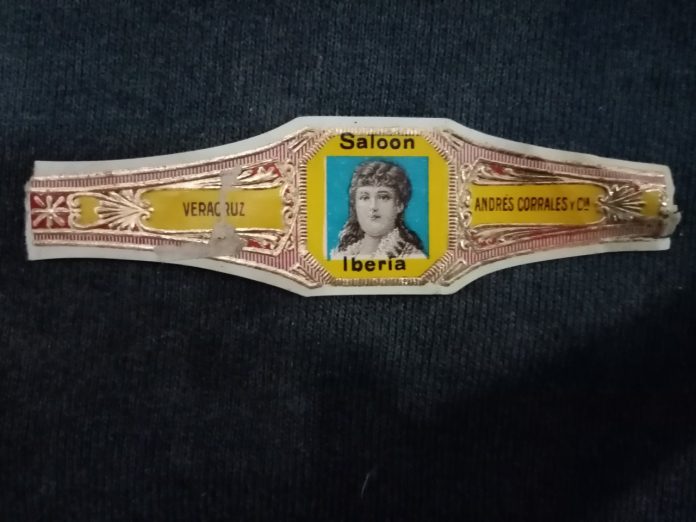 Saloon
VERACRUZ
ANDRES CORRALES Y Cia
Iberia